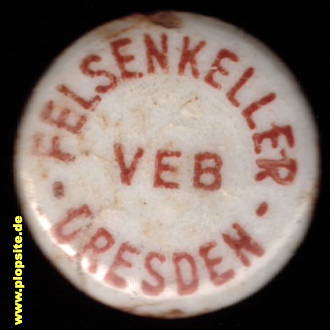 FELSENKELLER
VEB
- DRESDEN -
www.plopsite.de